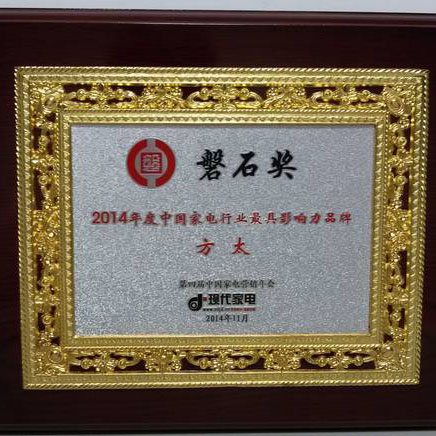 磐石奖
2014年度中国家电行业最具影响力品牌
方太
第四届中国家电营销年会
现代家电
2014年11月